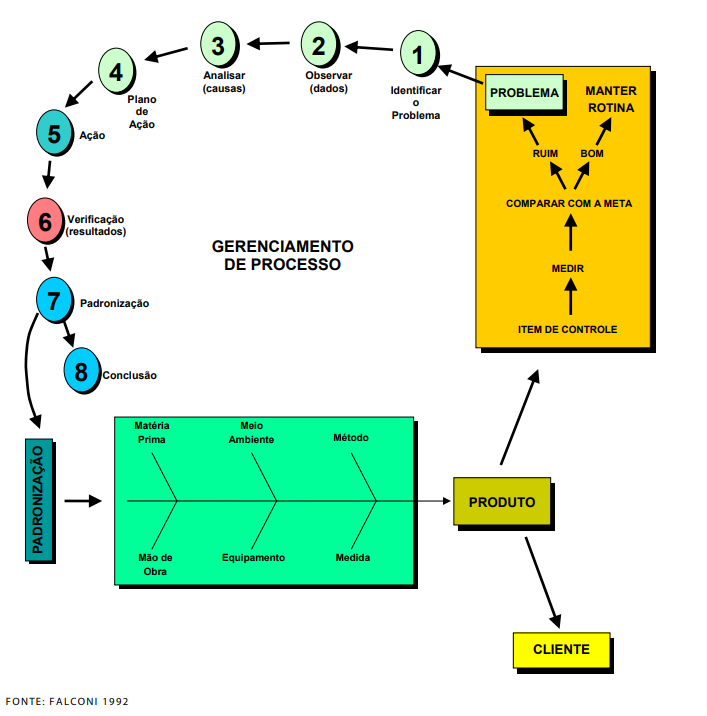 1
Identificar
o
Problema
2
Observar
(dados)
3
Analisar
(causas)
4
Plano
de
Ação
5
Ação
6
Verificação
(resultados)
7
Padronização
8
Conclusão
GERENCIAMENTO
DE PROCESSO
PROBLEMA
MANTER
ROTINA
RUIM
BOM
COMPARAR COM A META
MEDIR
ITEM DE CONTROLE
PADRONIZAÇÃO
Matéria
Prima
Meio
Ambiente
Método
Mão de
Obra
Equipamento
Medida
PRODUTO
CLIENTE
FONTE: FALCONI 1992